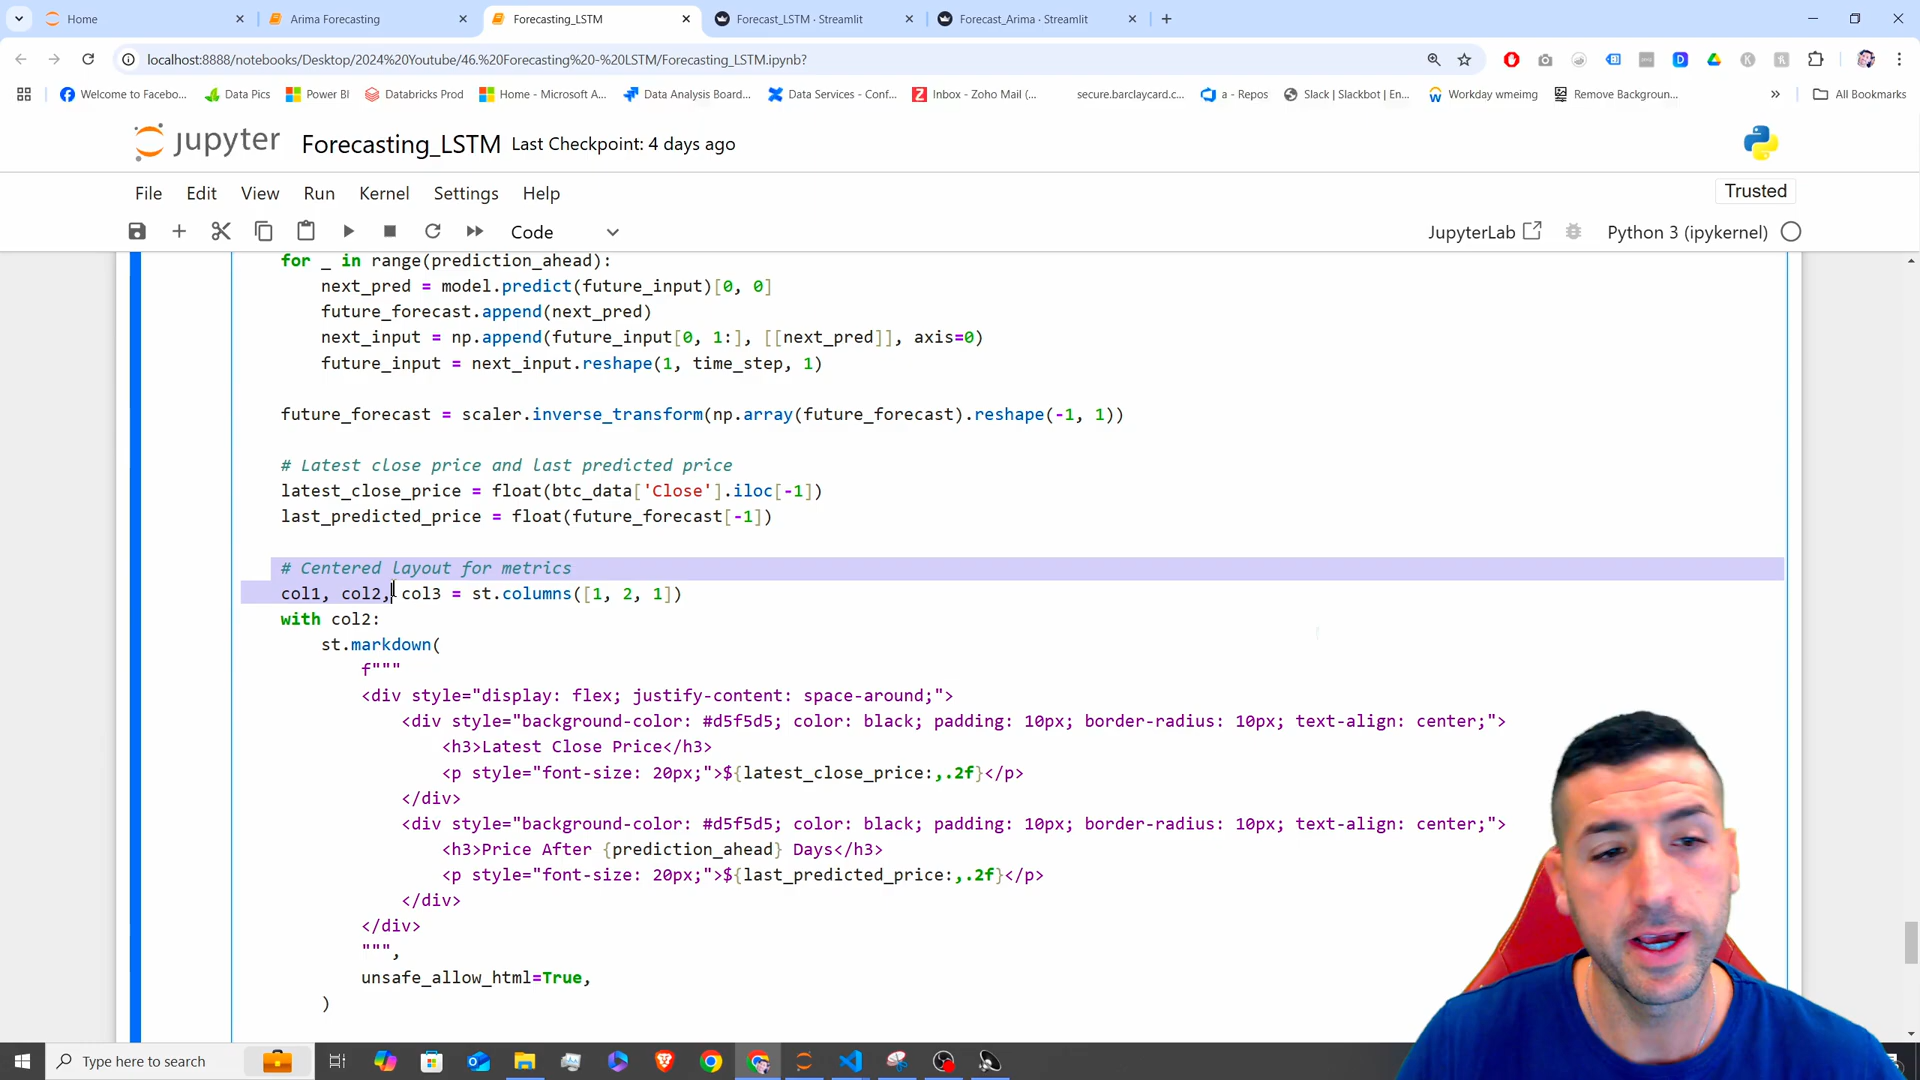 Home
Arima Forecasting
Forecasting_LSTM
Forecast_LSTM · Streamlit
Forecast_Arima · Streamlit
localhost:8888/notebooks/Desktop/2024%20Youtube/46.%20Forecasting%20-%20LSTM/Forecasting_LSTM.ipynb?
Welcome to Facebo...
Data Pics
Power BI
Databricks Prod
Home - Microsoft A...
Data Analysis Board...
Data Services - Conf...
Inbox - Zoho Mail (...
secure.barclaycard.c...
a - Repos
Slack | Slackbot | En...
Workday wmeimg
Remove Backgroun...
All Bookmarks
jupyter Forecasting_LSTM Last Checkpoint: 4 days ago
File Edit View Run Kernel Settings Help
Trusted
Code
JupyterLab
Python 3 (ipykernel)
for _ in range(prediction_ahead):
next_pred = model.predict(future_input)[0, 0]
future_forecast.append(next_pred)
next_input = np.append(future_input[0, 1:], [[next_pred]], axis=0)
future_input = next_input.reshape(1, time_step, 1)
future_forecast = scaler.inverse_transform(np.array(future_forecast).reshape(-1, 1))
# Latest close price and last predicted price
latest_close_price = float(btc_data['Close'].iloc[-1])
last_predicted_price = float(future_forecast[-1])
# Centered layout for metrics
col1, col2, col3 = st.columns([1, 2, 1])
with col2:
st.markdown(
f"""
<div style="display: flex; justify-content: space-around;">
<div style="background-color: #d5f5d5; color: black; padding: 10px; border-radius: 10px; text-align: center;">
<h3>Latest Close Price</h3>
<p style="font-size: 20px;">${latest_close_price:,.2f}</p>
</div>
<div style="background-color: #d5f5d5; color: black; padding: 10px; border-radius: 10px; text-align: center;">
<h3>Price After {prediction_ahead} Days</h3>
<p style="font-size: 20px;">${last_predicted_price:,.2f}</p>
</div>
</div>
""",
unsafe_allow_html=True,
)
Type here to search